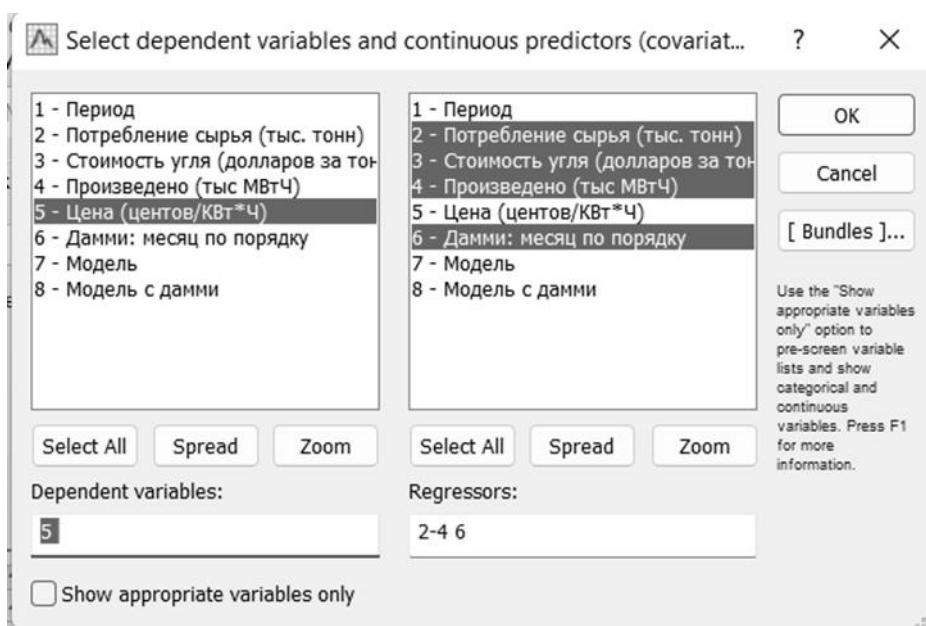 Select dependent variables and continuous predictors (covariat...
?
1 - Период
2 - Потребление сырья (тыс. тонн)
3 - Стоимость угля (долларов за тон
4 - Произведено (тыс МВтЧ)
5 - Цена (центов/КВт*Ч)
6 - Дамми: месяц по порядку
7 - Модель
8 - Модель с дамми
1 - Период
2 - Потребление сырья (тыс. тонн)
3 - Стоимость угля (долларов за тон
4 - Произведено (тыс МВтЧ)
5 - Цена (центов/КВт*Ч)
6 - Дамми: месяц по порядку
7 - Модель
8 - Модель с дамми
OK
Cancel
[ Bundles ]...
Use the "Show
appropriate variables
only" option to
pre-screen variable
lists and show
categorical and
continuous
variables. Press F1
for more
information.
Select All Spread Zoom
Select All Spread Zoom
Dependent variables:
5
Regressors:
2-4 6
Show appropriate variables only